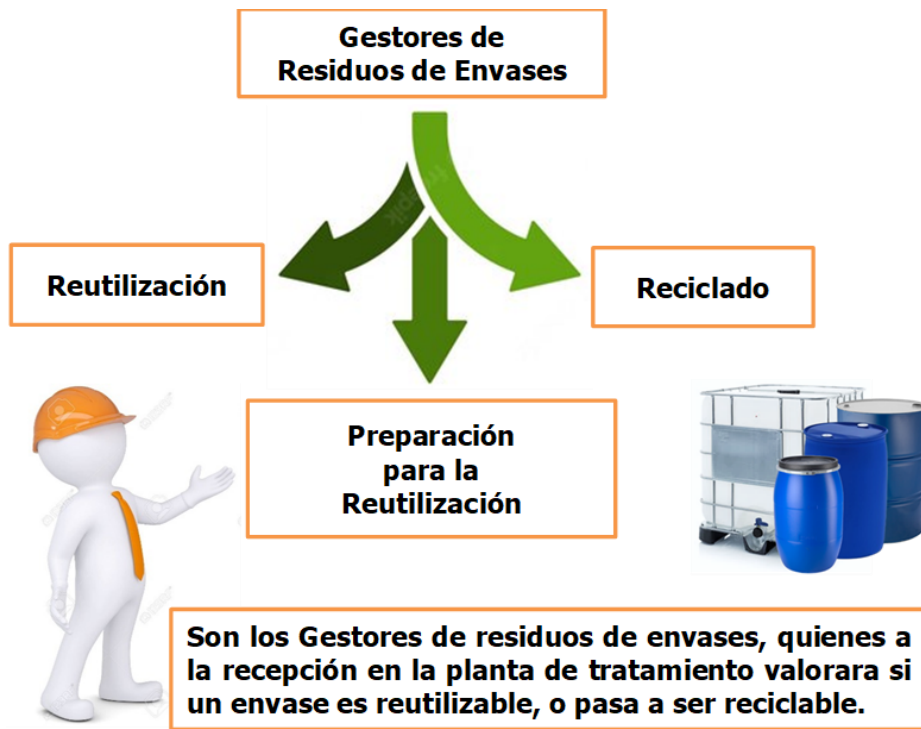 Gestores de
Residuos de Envases
Reutilización
Reciclado
Preparación
para la
Reutilización
Son los Gestores de residuos de envases, quienes a
la recepción en la planta de tratamiento valorara si
un envase es reutilizable, o pasa a ser reciclable.